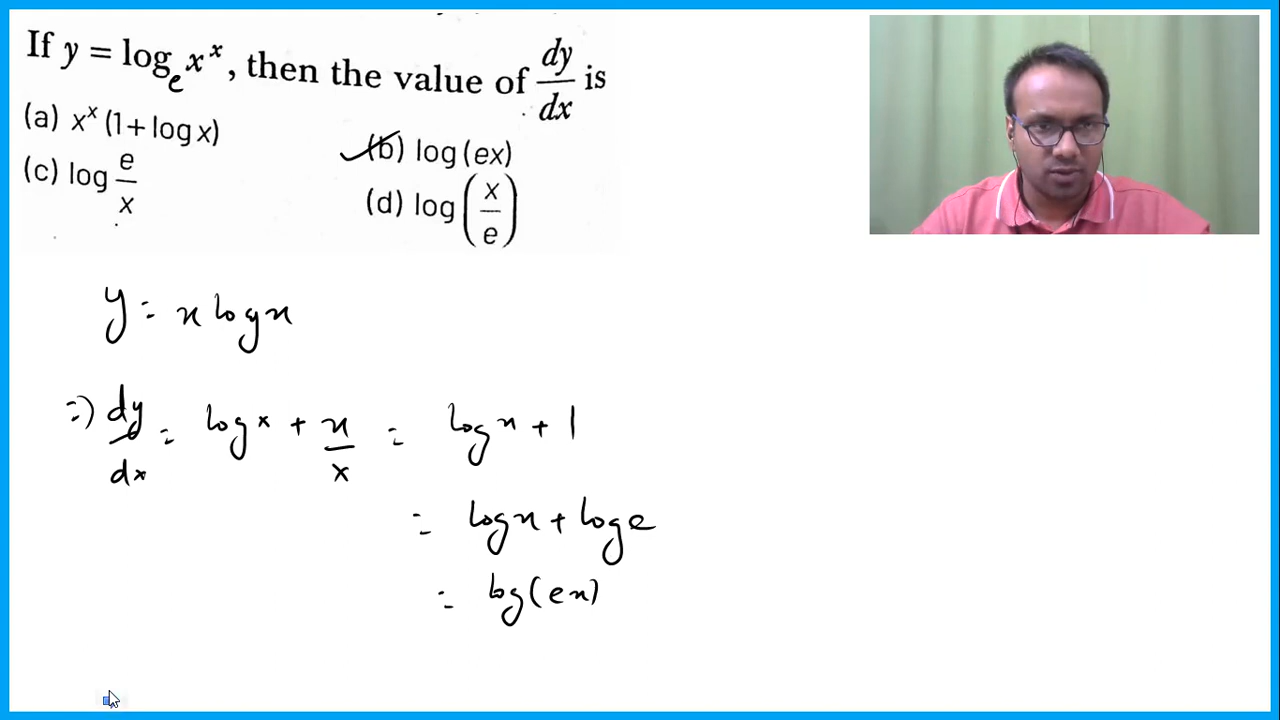 If y = logₑ xˣ, then the value of dy/dx is
(a) xˣ (1 + log x)
(b) log (ex)
(c) log e/x
(d) log (x/e)
y = x log x
=) dy/dx = log x + x/x = log x + 1
= log x + log e
= log (ex)